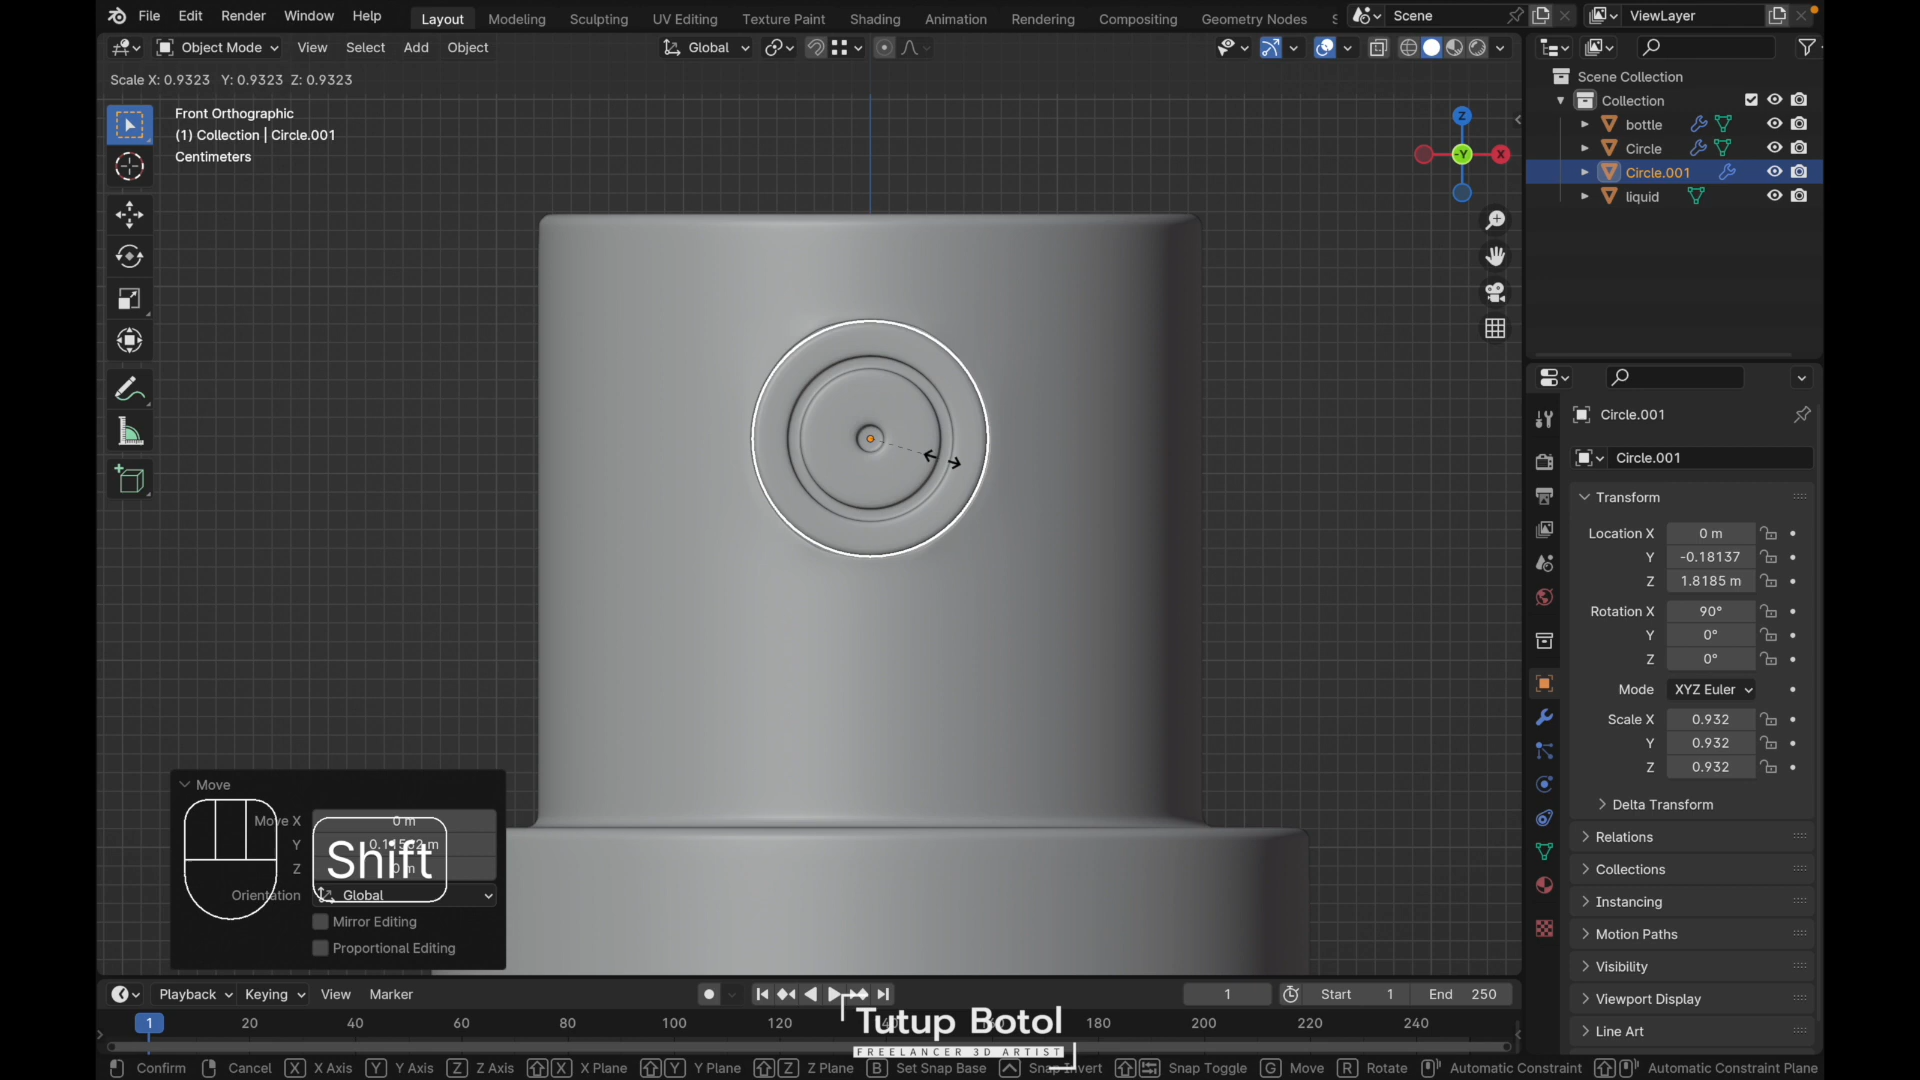 File Edit Render Window Help Layout Modeling Sculpting UV Editing Texture Paint Shading Animation Rendering Compositing Geometry Nodes S Scene ViewLayer
Object Mode View Select Add Object Global
Scale X: 0.9323 Y: 0.9323 Z: 0.9323
Front Orthographic
(1) Collection | Circle.001
Centimeters
Z
-Y
X
Scene Collection
Collection
bottle
Circle
Circle.001
liquid
Circle.001
Circle.001
Transform
Location X 0 m
Y -0.18137
Z 1.8185 m
Rotation X 90°
Y 0°
Z 0°
Mode XYZ Euler
Scale X 0.932
Y 0.932
Z 0.932
Delta Transform
Relations
Collections
Instancing
Motion Paths
Visibility
Viewport Display
Line Art
Move
Move X 0 m
Y
Z
Shift
Orientation Global
Mirror Editing
Proportional Editing
Playback Keying View Marker 1 Start 1 End 250
1 20 40 60 80 100 120 180 200 220 240
Tutup Botol
FREELANCER 3D ARTIST
Confirm Cancel X X Axis Y Y Axis Z Z Axis X X Plane Y Y Plane Z Z Plane B Set Snap Base Snap Invert Snap Toggle G Move R Rotate Automatic Constraint Automatic Constraint Plane